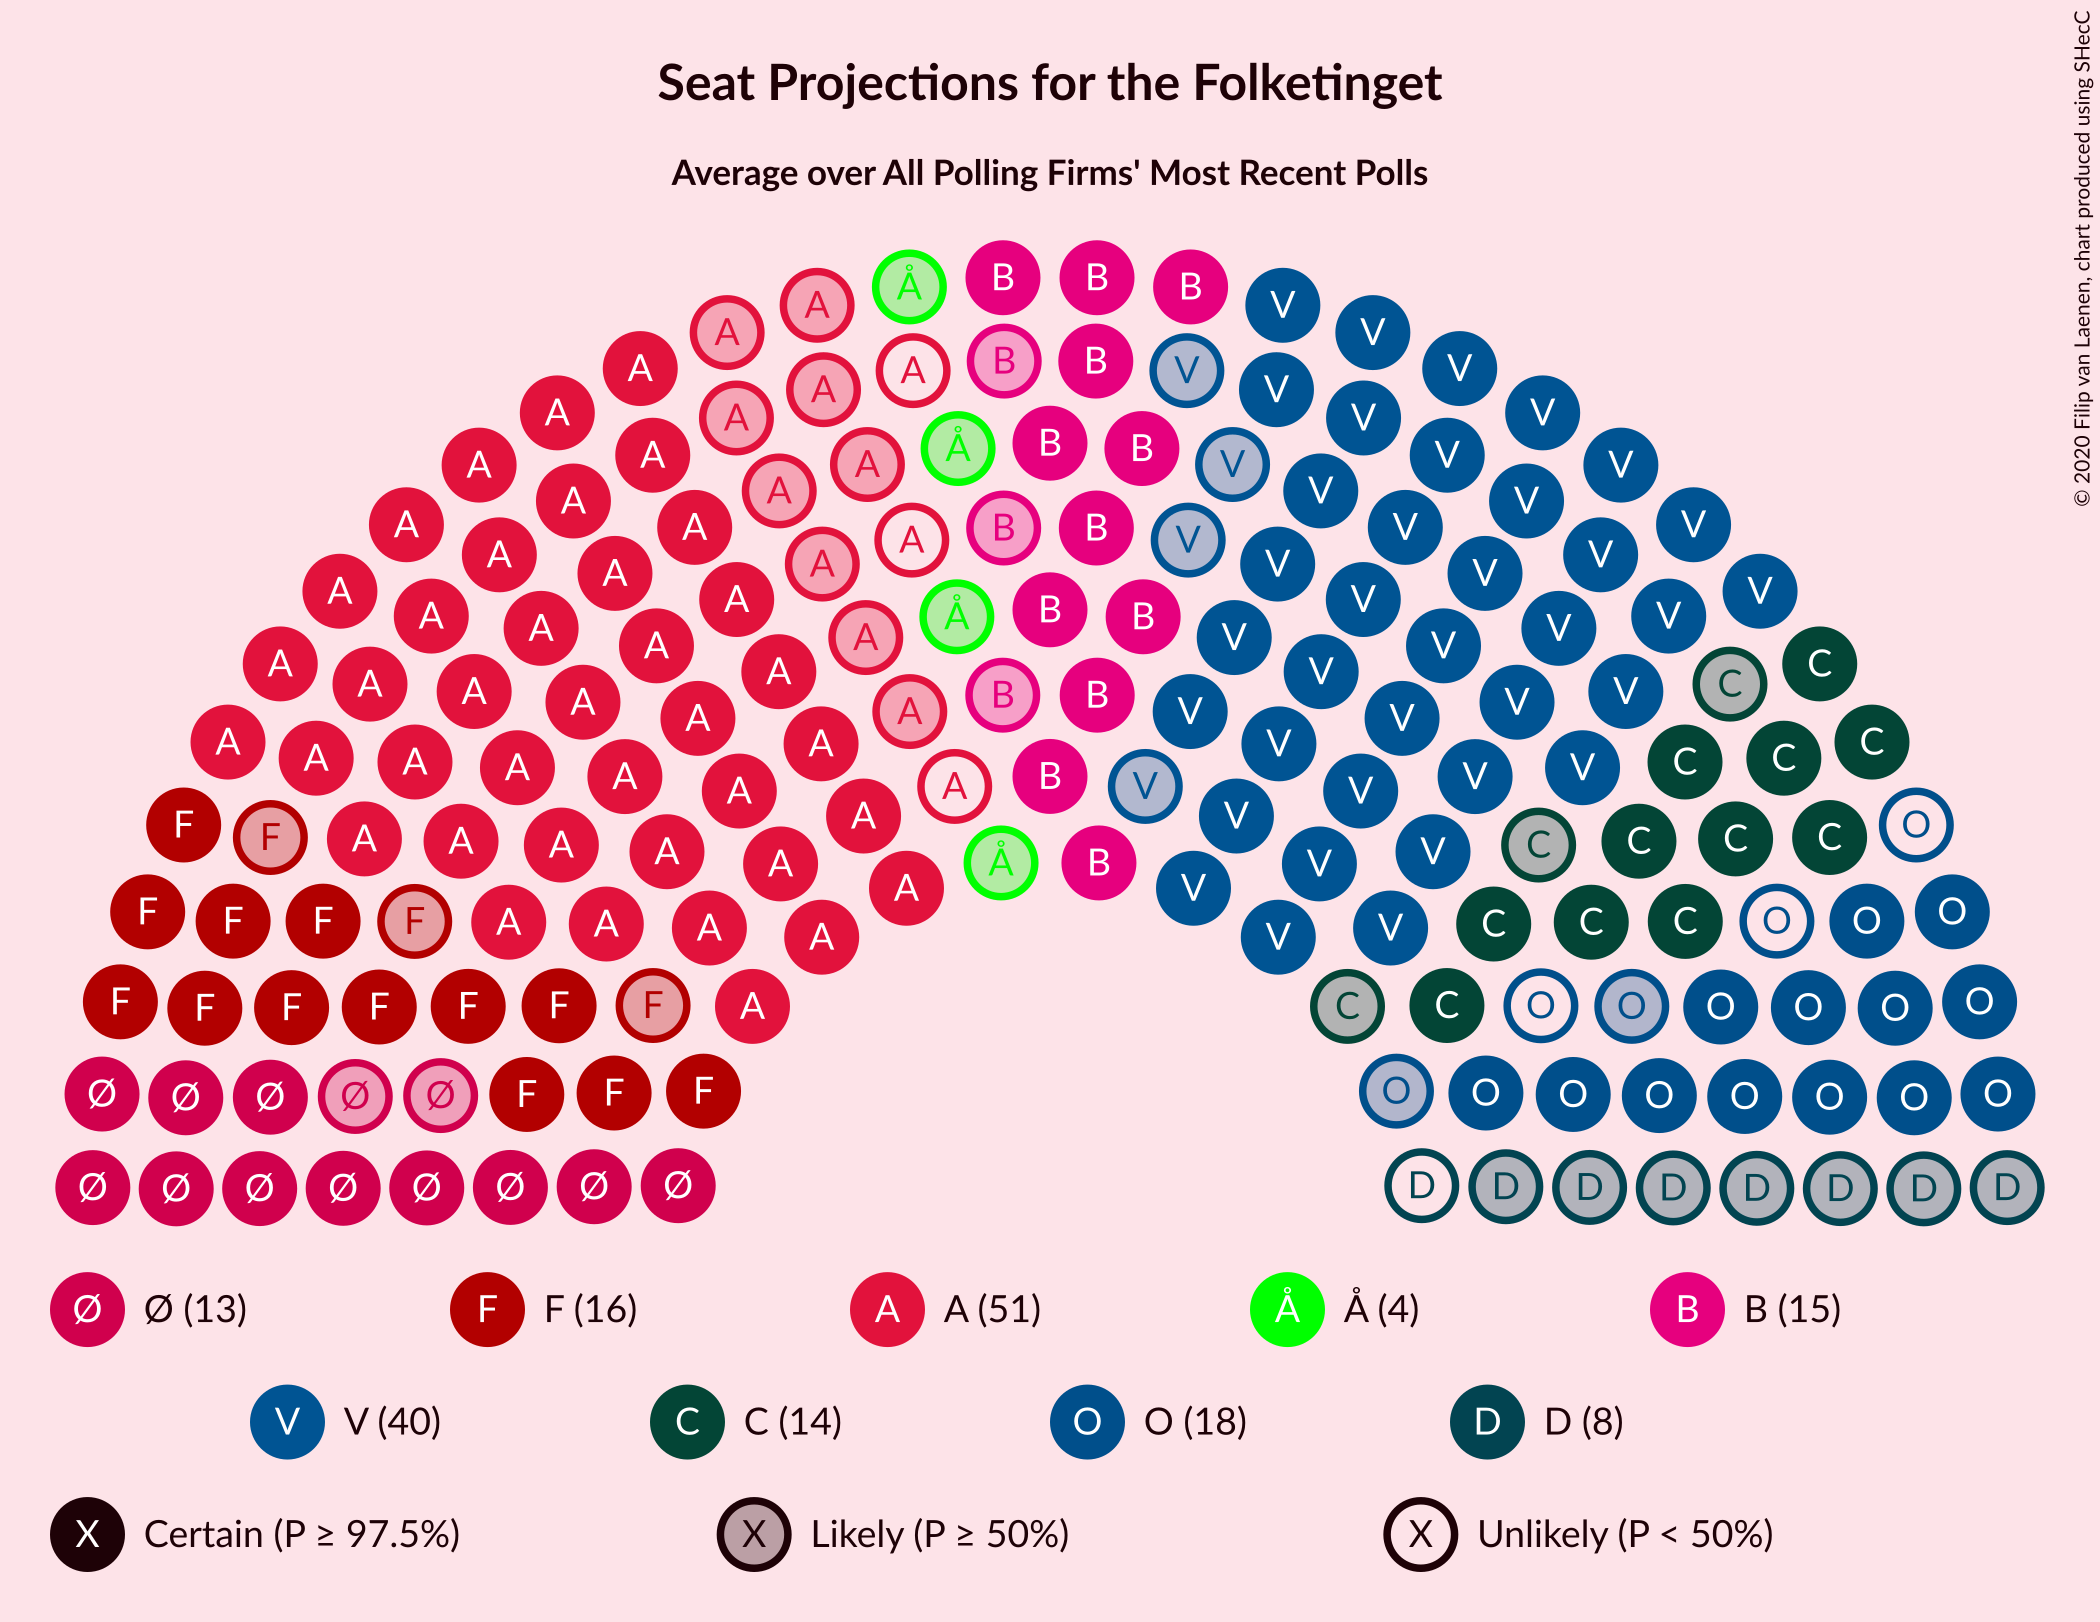 Seat Projections for the Folketinget
Average over All Polling Firms' Most Recent Polls
© 2020 Filip van Laenen, chart produced using SHecC
Å B B B
A A V V
A A B B V V V
A A A V V
A A Å B B V V V
A A A A V V V
A A A B B V V V V
A A A A V V V
A A A A Å B B V V V V V
A A A A V V V C C
A A A A A B B V V V V
A A A A A A A B V V V V C C C
F F A A A A A A Å B V V V C C C C O
F F F F A A A A A V V V C C C O O O
F F F F F F F A C C O O O O O O
Ø Ø Ø Ø Ø F F F O O O O O O O O
Ø Ø Ø Ø Ø Ø Ø Ø D D D D D D D D
Ø Ø (13) F F (16) A A (51) Å Å (4) B B (15)
V V (40) C C (14) O O (18) D D (8)
X Certain (P ≥ 97.5%) X Likely (P ≥ 50%) X Unlikely (P < 50%)